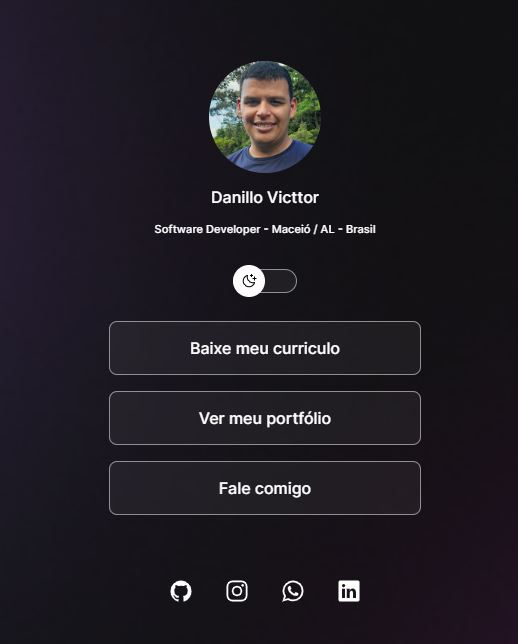 Danillo Victtor
Software Developer - Maceió / AL - Brasil
Baixe meu curriculo
Ver meu portfólio
Fale comigo